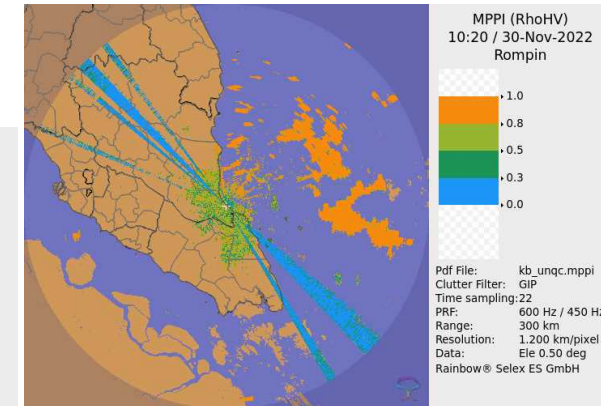 MPPI (RhoHV)
10:20 / 30-Nov-2022
Rompin
1.0
0.8
0.5
0.3
0.0
Pdf File: kb_unqc.mppi
Clutter Filter: GIP
Time sampling:22
PRF: 600 Hz / 450 Hz
Range: 300 km
Resolution: 1.200 km/pixel
Data: Ele 0.50 deg
Rainbow® Selex ES GmbH